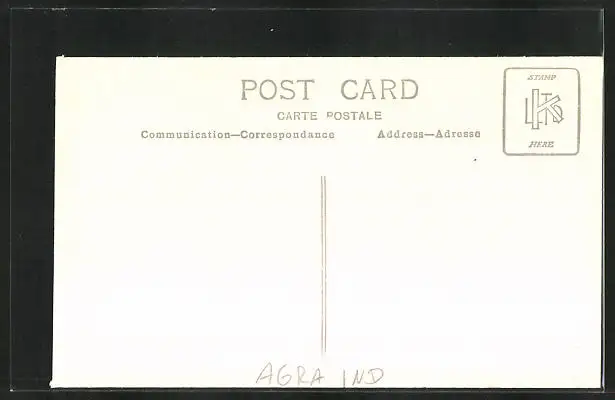 POST CARD
CARTE POSTALE
Communication—Correspondance Address—Adresse
STAMP
HERE
AGRA IND